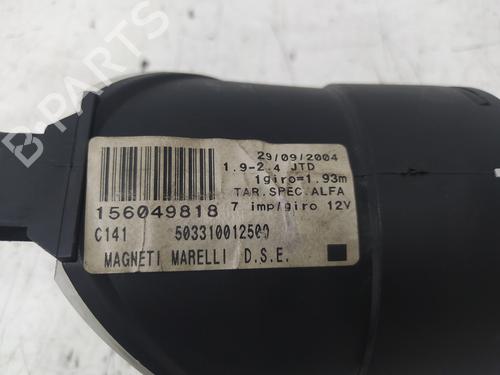 29/09/2004
1.9-2.4 JTD
1giro=1.93m
TAR.SPEC.ALFA
156049818 7 imp/giro 12V
C141 503310012500
MAGNETI MARELLI D.S.E.
B-PARTS